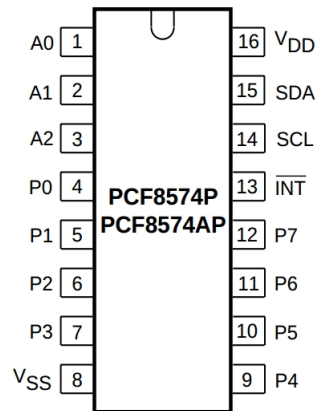 A0 1 16 VDD
A1 2 15 SDA
A2 3 14 SCL
P0 4 13 INT
PCF8574P
PCF8574AP
P1 5 12 P7
P2 6 11 P6
P3 7 10 P5
VSS 8 9 P4